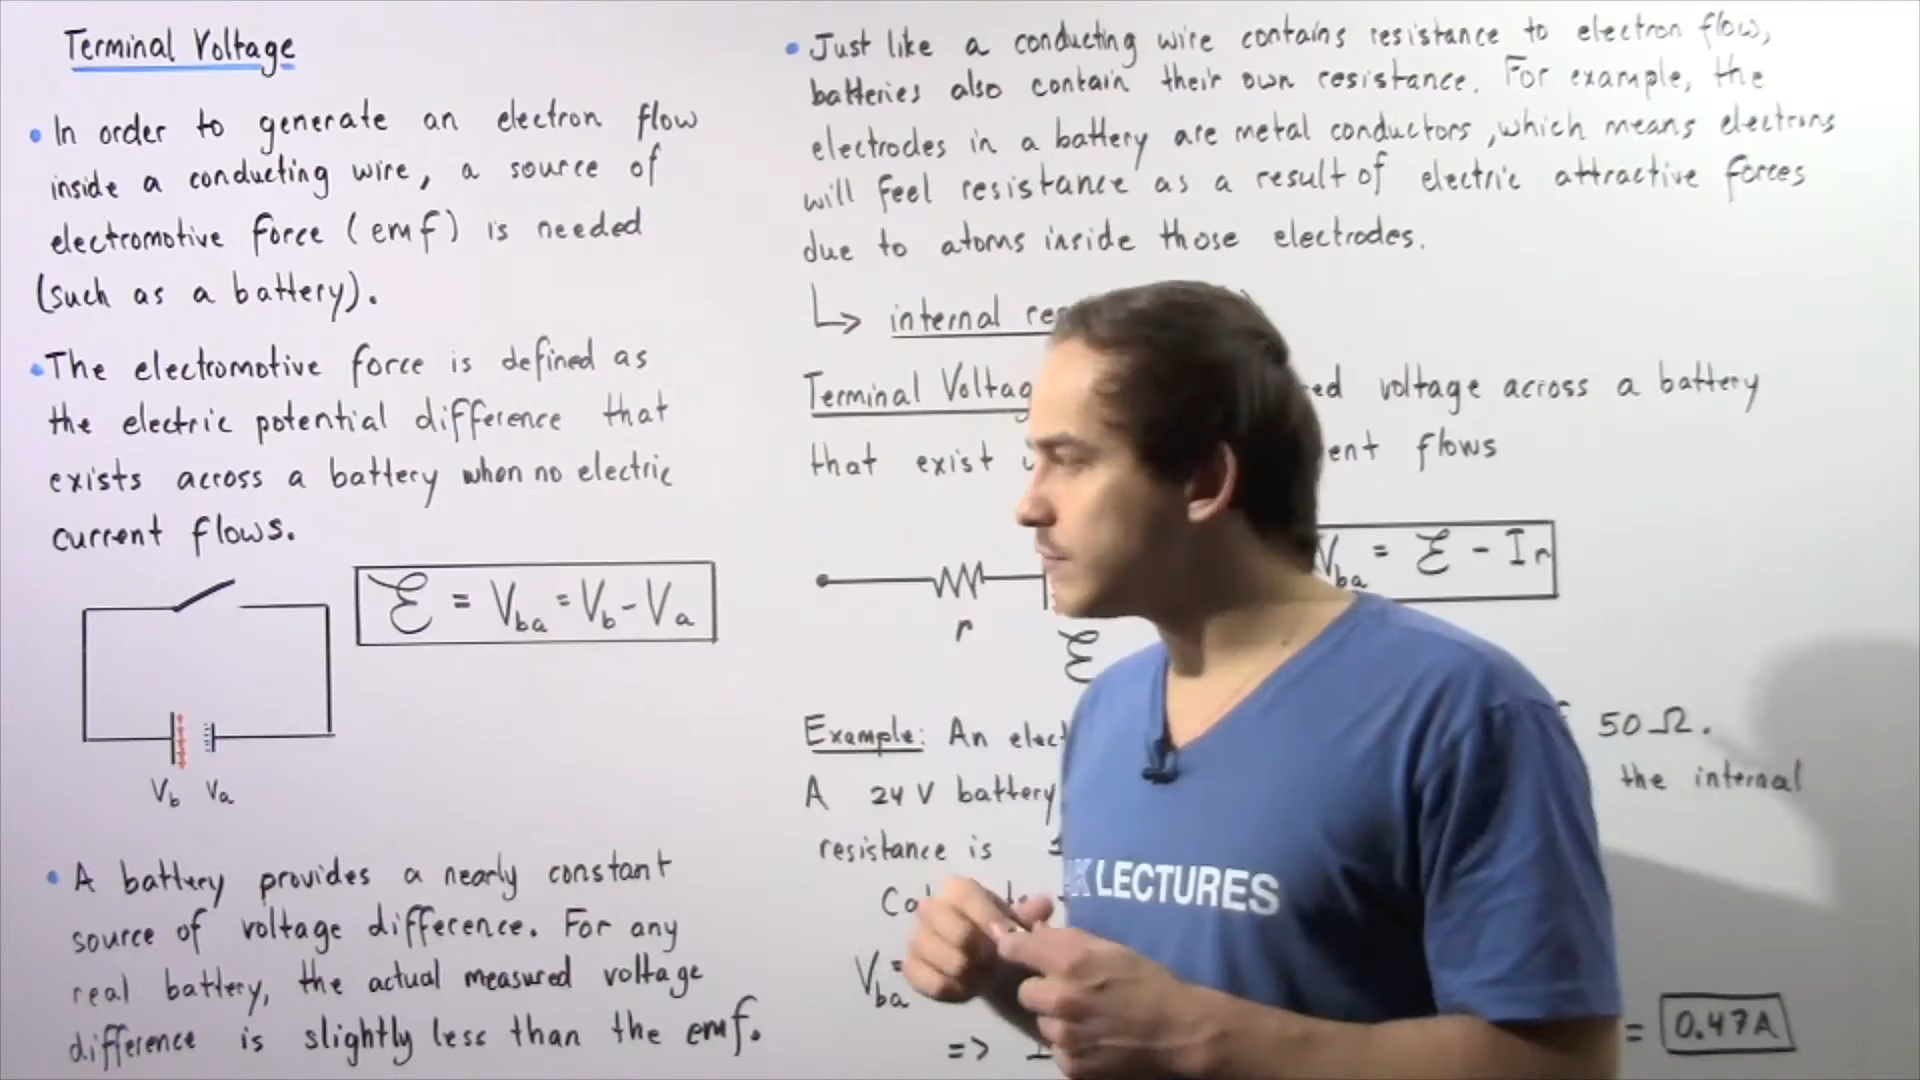 Terminal Voltage
• In order to generate an electron flow
inside a conducting wire, a source of
electromotive force (emf) is needed
(such as a battery).
• The electromotive force is defined as
the electric potential difference that
exists across a battery when no electric
current flows.
ℰ = Vba = Vb - Va
Vb Va
• A battery provides a nearly constant
source of voltage difference. For any
real battery, the actual measured voltage
difference is slightly less than the emf.
• Just like a conducting wire contains resistance to electron flow,
batteries also contain their own resistance. For example, the
electrodes in a battery are metal conductors, which means electrons
will feel resistance as a result of electric attractive forces
due to atoms inside those electrodes.
↳ internal
Terminal voltage across a battery
that exist flows
Vba = ℰ - Ir
r
ℰ
Example: An 50 Ω.
A 24 V battery the internal
resistance is
Vba =
=> I = 0.47A
LECTURES